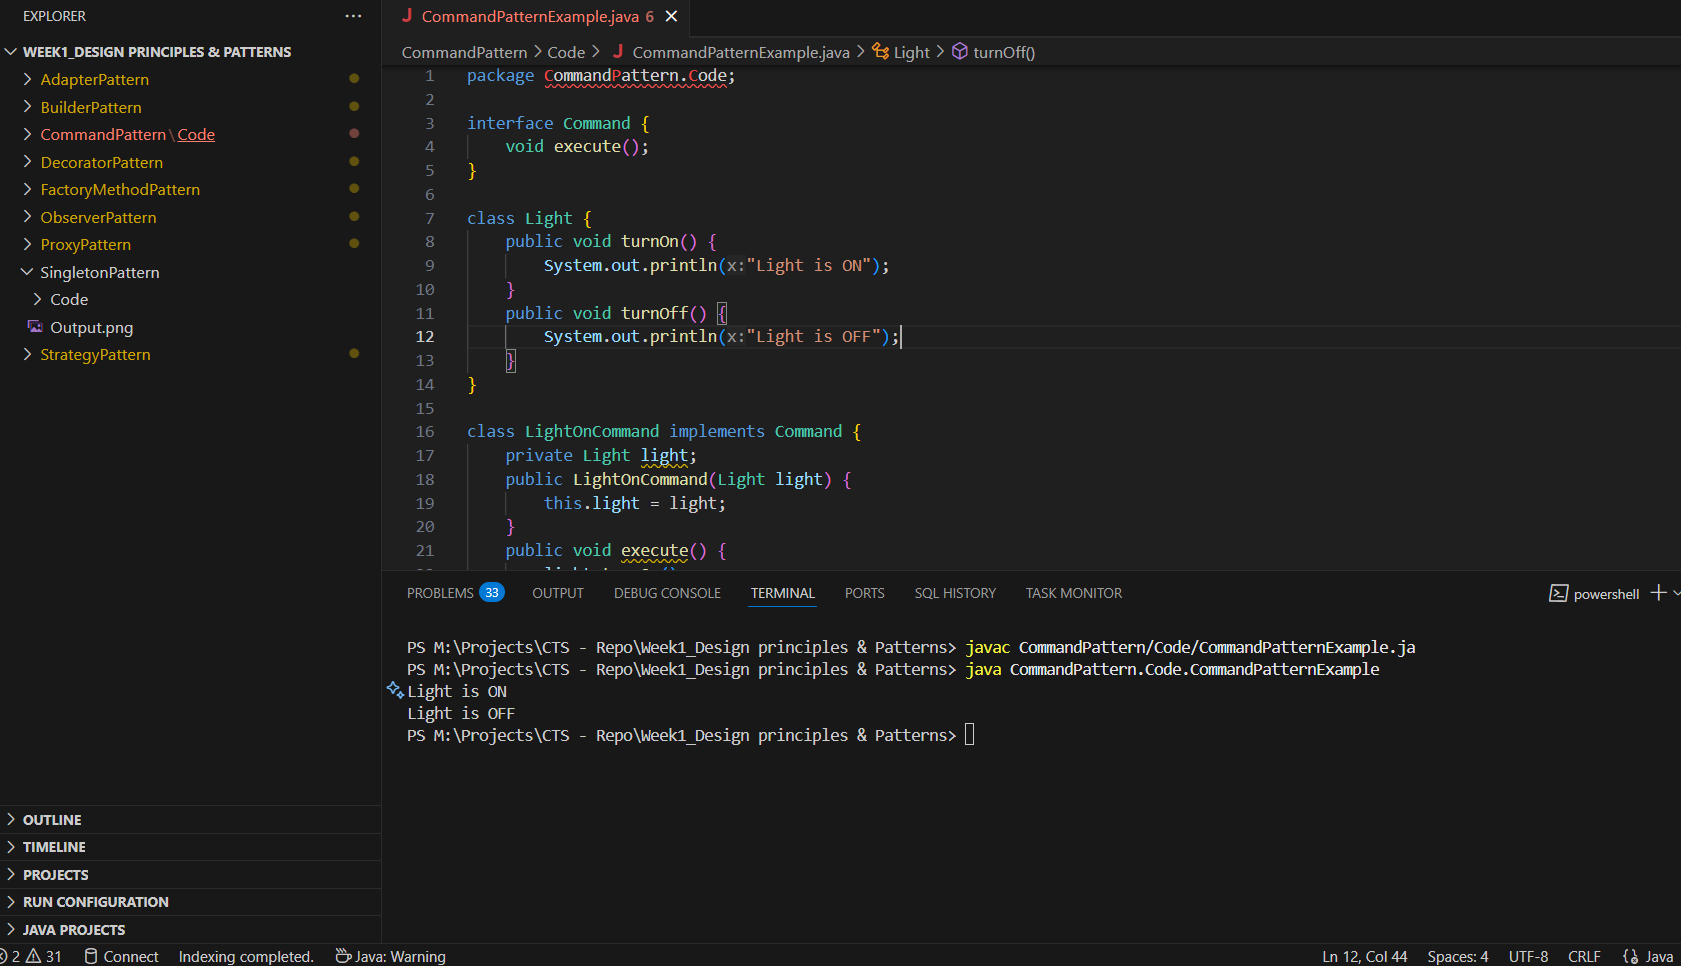 EXPLORER
WEEK1_DESIGN PRINCIPLES & PATTERNS
AdapterPattern
BuilderPattern
CommandPattern\Code
DecoratorPattern
FactoryMethodPattern
ObserverPattern
ProxyPattern
SingletonPattern
Code
Output.png
StrategyPattern
OUTLINE
TIMELINE
PROJECTS
RUN CONFIGURATION
JAVA PROJECTS
J CommandPatternExample.java 6
CommandPattern > Code > J CommandPatternExample.java > Light > turnOff()
1 package CommandPattern.Code;
2
3 interface Command {
4 void execute();
5 }
6
7 class Light {
8 public void turnOn() {
9 System.out.println(x:"Light is ON");
10 }
11 public void turnOff() {
12 System.out.println(x:"Light is OFF");
13 }
14 }
15
16 class LightOnCommand implements Command {
17 private Light light;
18 public LightOnCommand(Light light) {
19 this.light = light;
20 }
21 public void execute() {
PROBLEMS 33 OUTPUT DEBUG CONSOLE TERMINAL PORTS SQL HISTORY TASK MONITOR powershell
PS M:\Projects\CTS - Repo\Week1_Design principles & Patterns> javac CommandPattern/Code/CommandPatternExample.ja
PS M:\Projects\CTS - Repo\Week1_Design principles & Patterns> java CommandPattern.Code.CommandPatternExample
Light is ON
Light is OFF
PS M:\Projects\CTS - Repo\Week1_Design principles & Patterns>
2 31 Connect Indexing completed. Java: Warning Ln 12, Col 44 Spaces: 4 UTF-8 CRLF Java